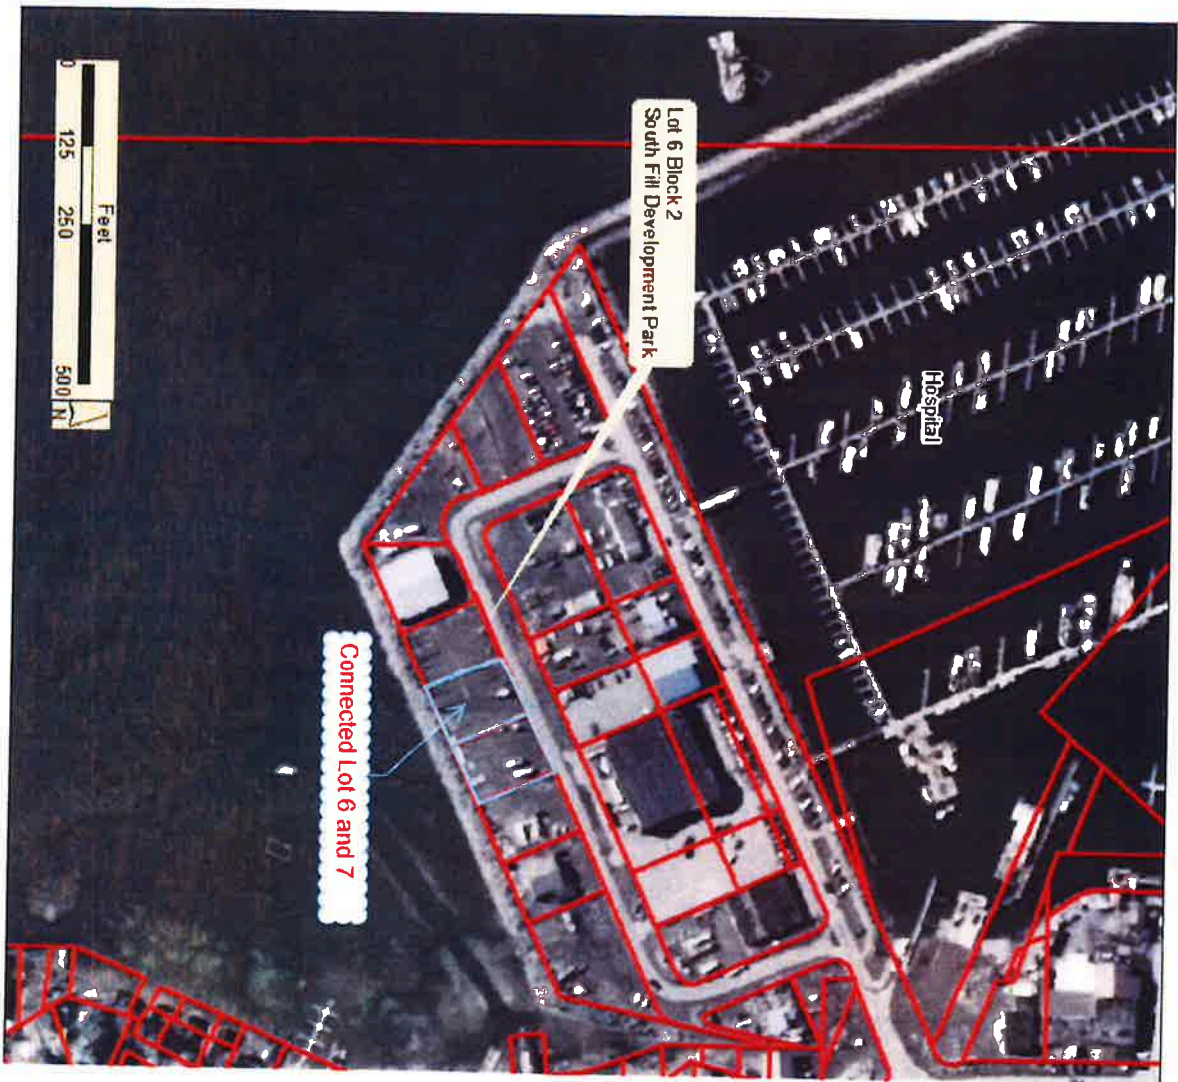 Lot 6 Block 2
South Fill Development Park
Hospital
Connected Lot 6 and 7
Feet
0 125 250 500
N